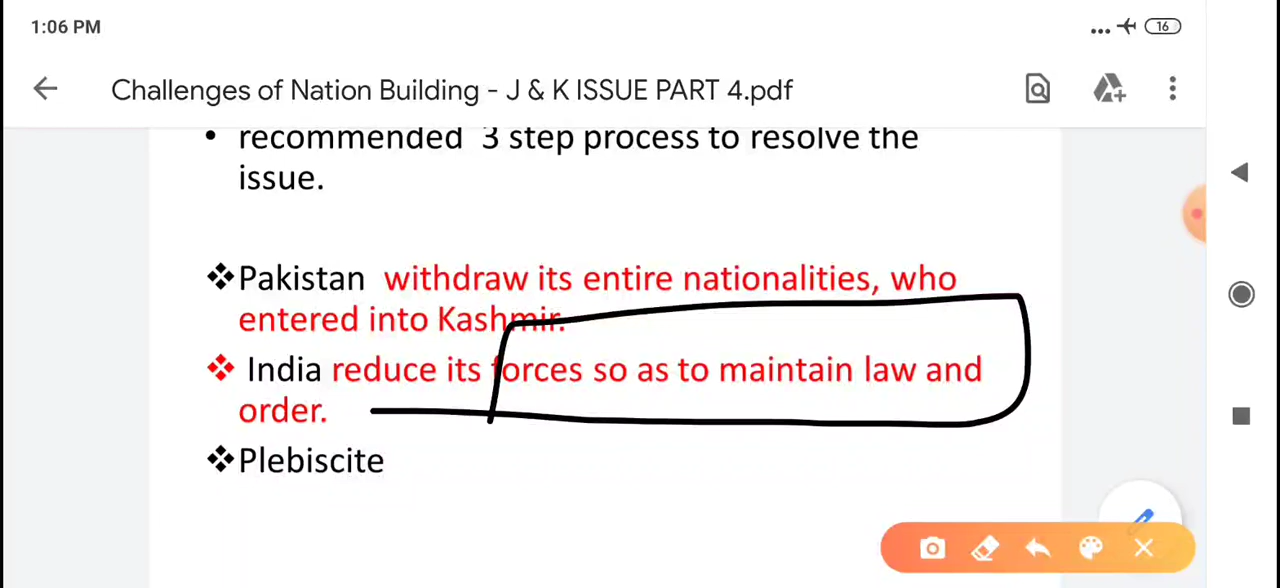 1:06 PM
16
Challenges of Nation Building - J & K ISSUE PART 4.pdf
• recommended 3 step process to resolve the
issue.
❖Pakistan withdraw its entire nationalities, who
entered into Kashmir.
❖ India reduce its forces so as to maintain law and
order.
❖Plebiscite